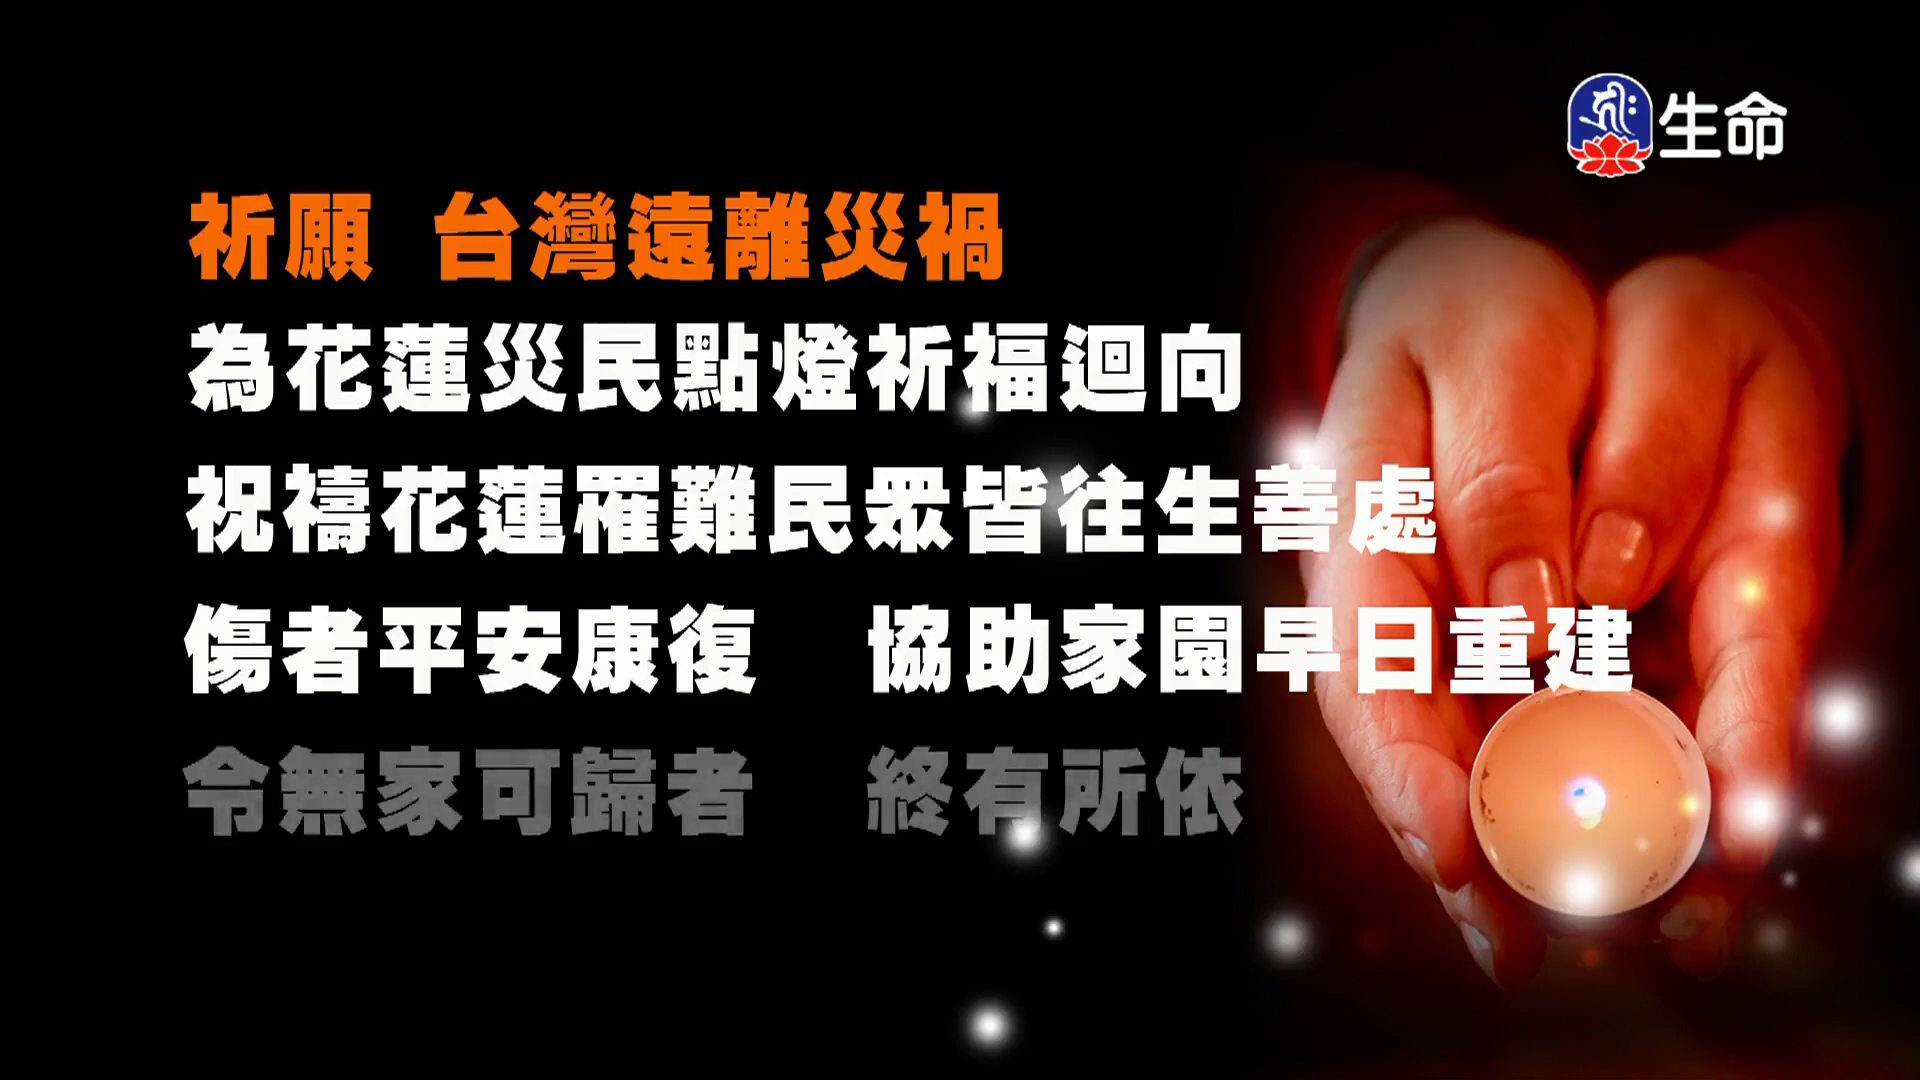 生命
祈願 台灣遠離災禍
為花蓮災民點燈祈福迴向
祝禱花蓮罹難民眾皆往生善處
傷者平安康復 協助家園早日重建
令無家可歸者 終有所依